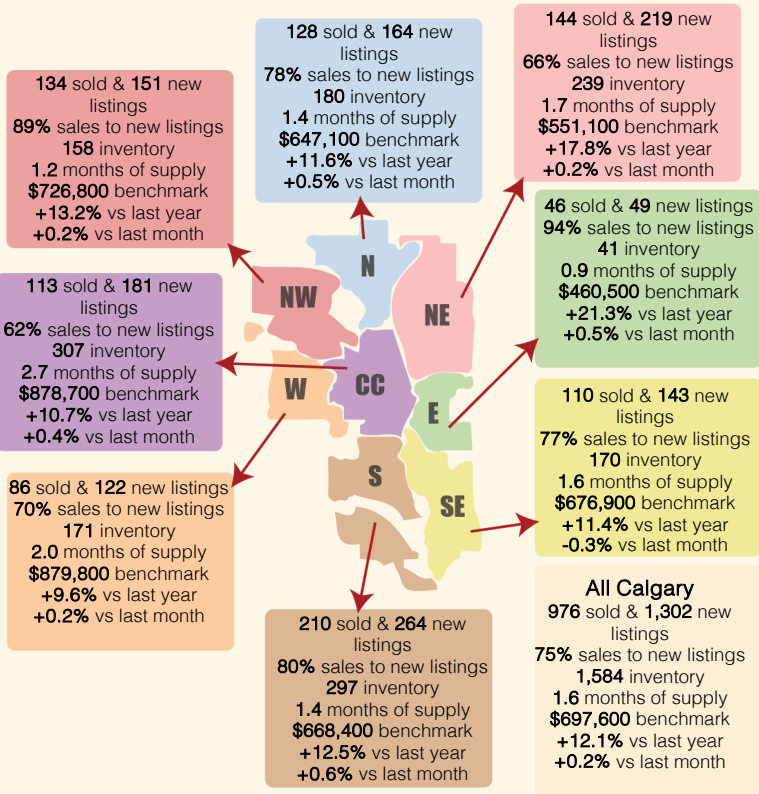 128 sold & 164 new
listings
78% sales to new listings
180 inventory
1.4 months of supply
$647,100 benchmark
+11.6% vs last year
+0.5% vs last month
144 sold & 219 new
listings
66% sales to new listings
239 inventory
1.7 months of supply
$551,100 benchmark
+17.8% vs last year
+0.2% vs last month
134 sold & 151 new
listings
89% sales to new listings
158 inventory
1.2 months of supply
$726,800 benchmark
+13.2% vs last year
+0.2% vs last month
46 sold & 49 new listings
94% sales to new listings
41 inventory
0.9 months of supply
$460,500 benchmark
+21.3% vs last year
+0.5% vs last month
113 sold & 181 new
listings
62% sales to new listings
307 inventory
2.7 months of supply
$878,700 benchmark
+10.7% vs last year
+0.4% vs last month
N
NW
NE
W
CC
E
S
SE
110 sold & 143 new
listings
77% sales to new listings
170 inventory
1.6 months of supply
$676,900 benchmark
+11.4% vs last year
-0.3% vs last month
86 sold & 122 new listings
70% sales to new listings
171 inventory
2.0 months of supply
$879,800 benchmark
+9.6% vs last year
+0.2% vs last month
210 sold & 264 new
listings
80% sales to new listings
297 inventory
1.4 months of supply
$668,400 benchmark
+12.5% vs last year
+0.6% vs last month
All Calgary
976 sold & 1,302 new
listings
75% sales to new listings
1,584 inventory
1.6 months of supply
$697,600 benchmark
+12.1% vs last year
+0.2% vs last month